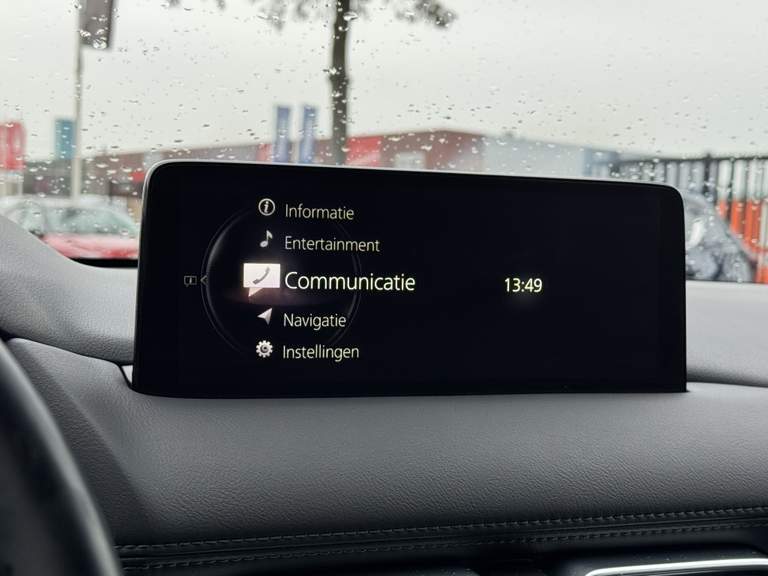 Informatie
Entertainment
Communicatie
13:49
Navigatie
Instellingen